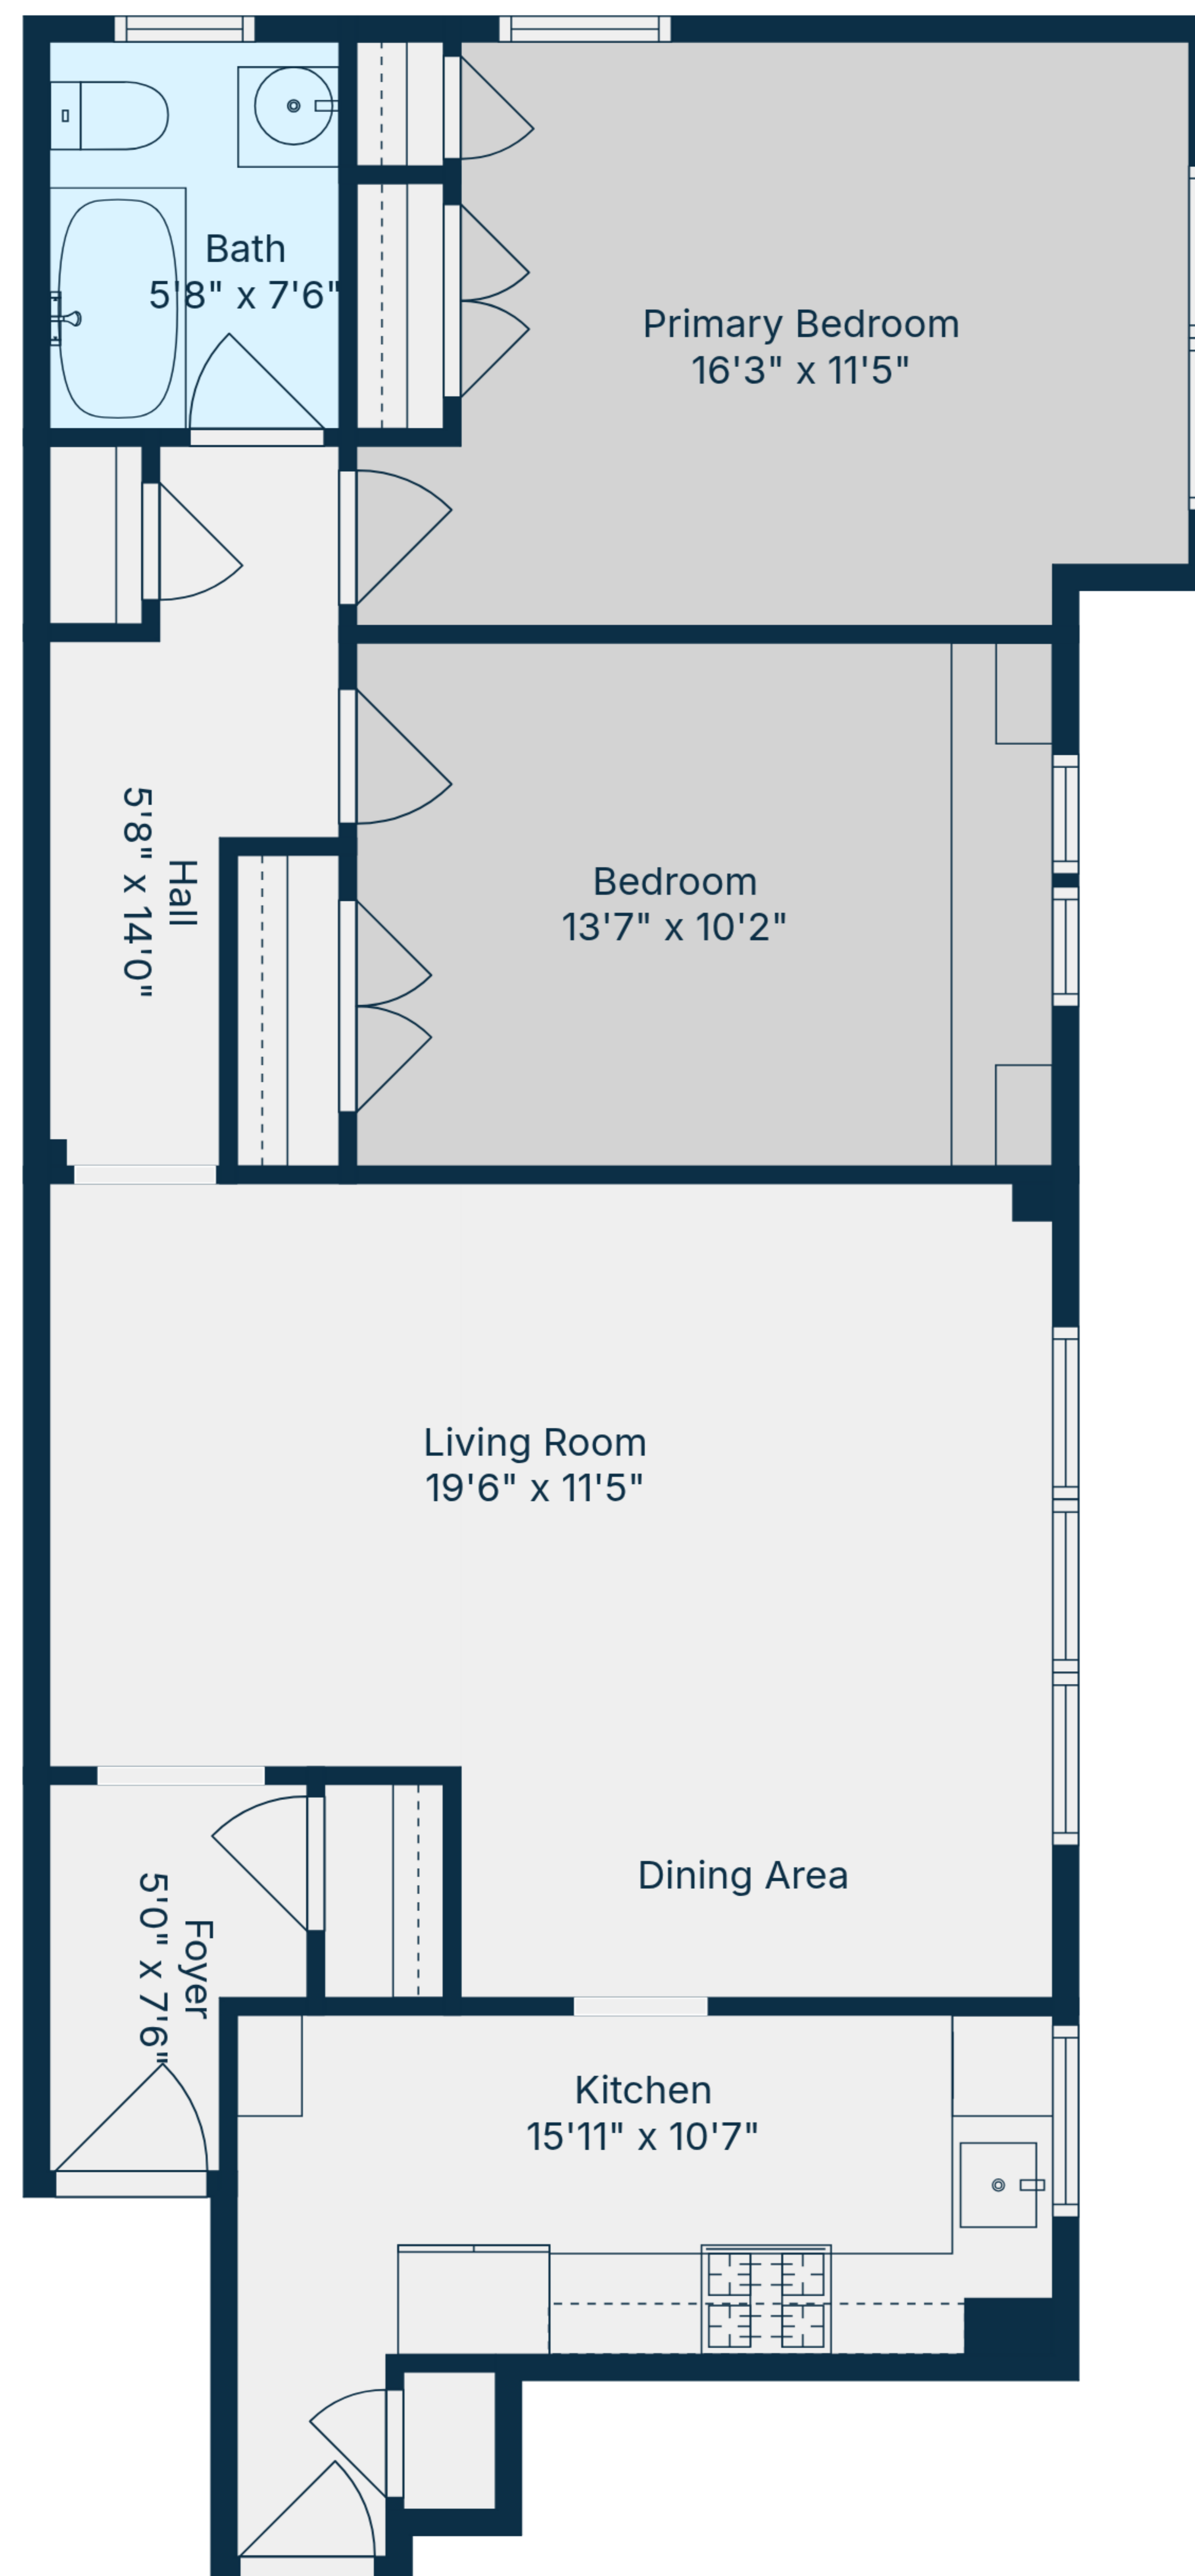 Bath
5'8" x 7'6"
Primary Bedroom
16'3" x 11'5"
Hall
5'8" x 14'0"
Bedroom
13'7" x 10'2"
Living Room
19'6" x 11'5"
Dining Area
Foyer
5'0" x 7'6"
Kitchen
15'11" x 10'7"